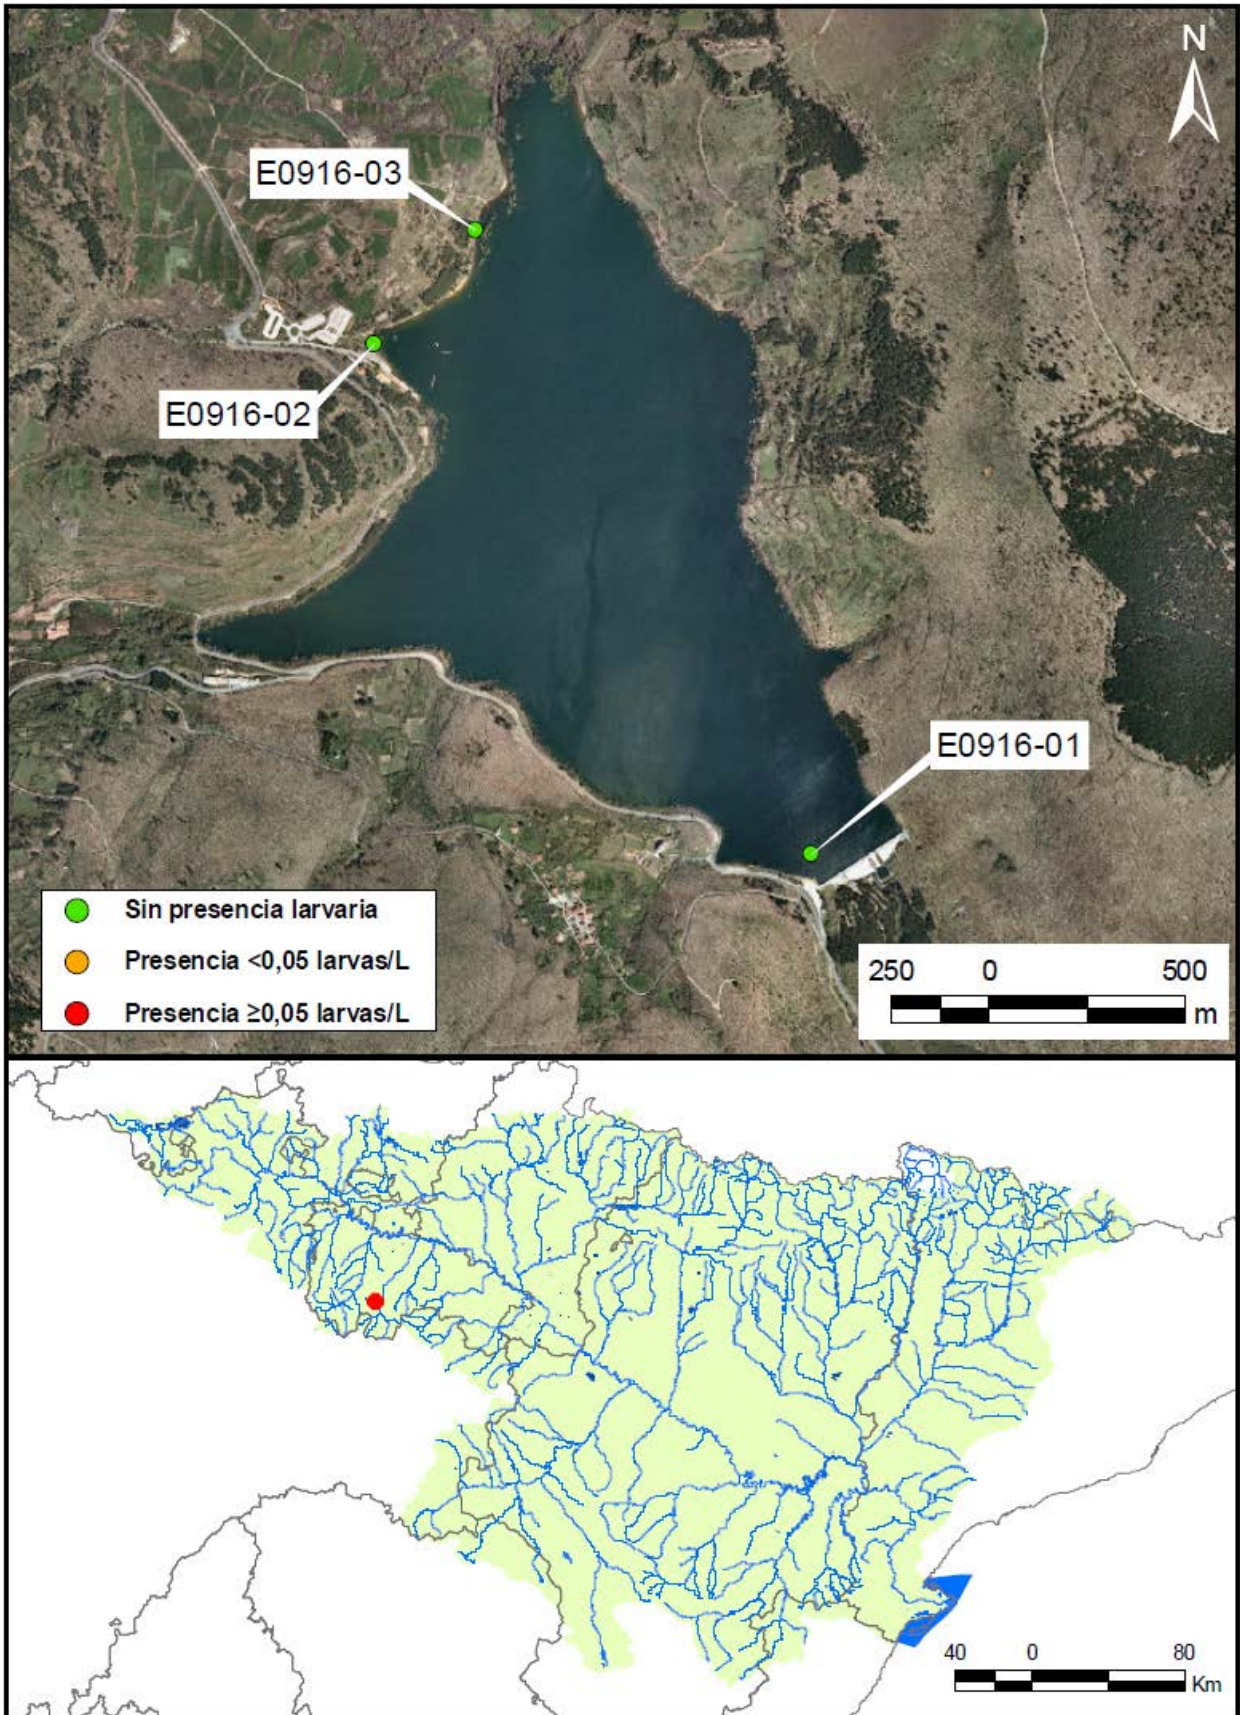 N
E0916-03
E0916-02
E0916-01
Sin presencia larvaria
Presencia <0,05 larvas/L
Presencia ≥0,05 larvas/L
250 0 500
m
40 0 80
Km